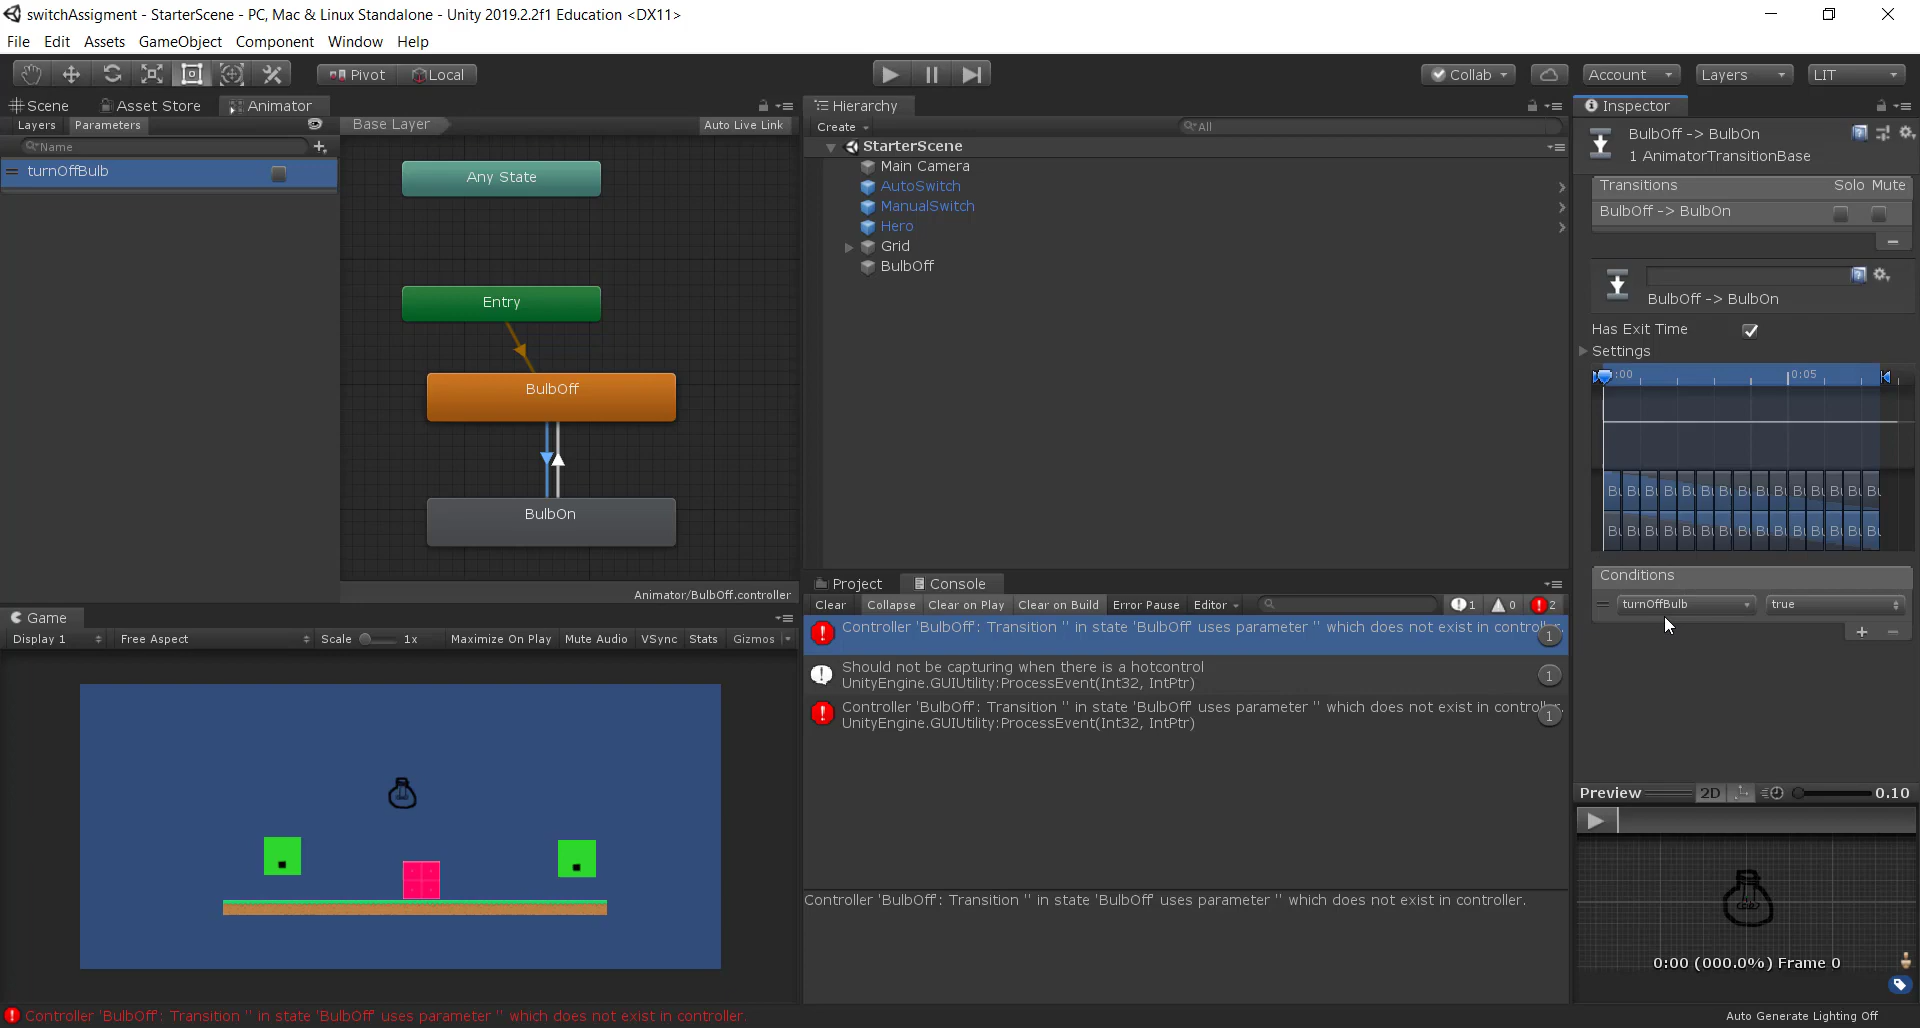 switchAssigment - StarterScene - PC, Mac & Linux Standalone - Unity 2019.2.2f1 Education <DX11>
File Edit Assets GameObject Component Window Help
Pivot Local Collab Account Layers LIT
Scene Asset Store Animator
Layers Parameters Base Layer Auto Live Link
Name
turnOffBulb
Any State
Entry
BulbOff
BulbOn
Animator/BulbOff.controller
Hierarchy
Create All
StarterScene
Main Camera
AutoSwitch
ManualSwitch
Hero
Grid
BulbOff
Inspector
BulbOff -> BulbOn
1 AnimatorTransitionBase
Transitions Solo Mute
BulbOff -> BulbOn
BulbOff -> BulbOn
Has Exit Time
Settings
:00 0:05
Conditions
turnOffBulb true
Game
Display 1 Free Aspect Scale 1x Maximize On Play Mute Audio VSync Stats Gizmos
Project Console
Clear Collapse Clear on Play Clear on Build Error Pause Editor 1 0 2
Controller 'BulbOff': Transition '' in state 'BulbOff' uses parameter '' which does not exist in controller.
1
Should not be capturing when there is a hotcontrol
UnityEngine.GUIUtility:ProcessEvent(Int32, IntPtr)
1
Controller 'BulbOff': Transition '' in state 'BulbOff' uses parameter '' which does not exist in controller.
UnityEngine.GUIUtility:ProcessEvent(Int32, IntPtr)
1
Controller 'BulbOff': Transition '' in state 'BulbOff' uses parameter '' which does not exist in controller.
Preview 2D 0.10
0:00 (000.0%) Frame 0
Controller 'BulbOff': Transition '' in state 'BulbOff' uses parameter '' which does not exist in controller.
Auto Generate Lighting Off